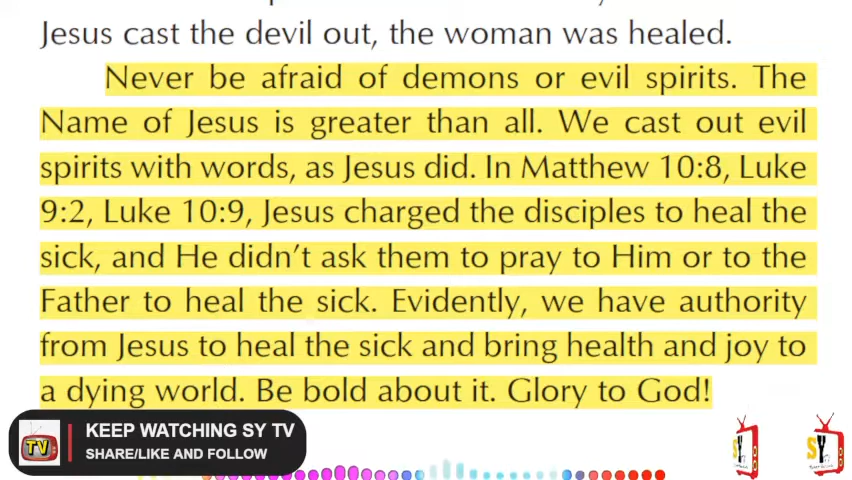 Jesus cast the devil out, the woman was healed.
Never be afraid of demons or evil spirits. The
Name of Jesus is greater than all. We cast out evil
spirits with words, as Jesus did. In Matthew 10:8, Luke
9:2, Luke 10:9, Jesus charged the disciples to heal the
sick, and He didn't ask them to pray to Him or to the
Father to heal the sick. Evidently, we have authority
from Jesus to heal the sick and bring health and joy to
a dying world. Be bold about it. Glory to God!
TV
KEEP WATCHING SY TV
SHARE/LIKE AND FOLLOW
SY
SY